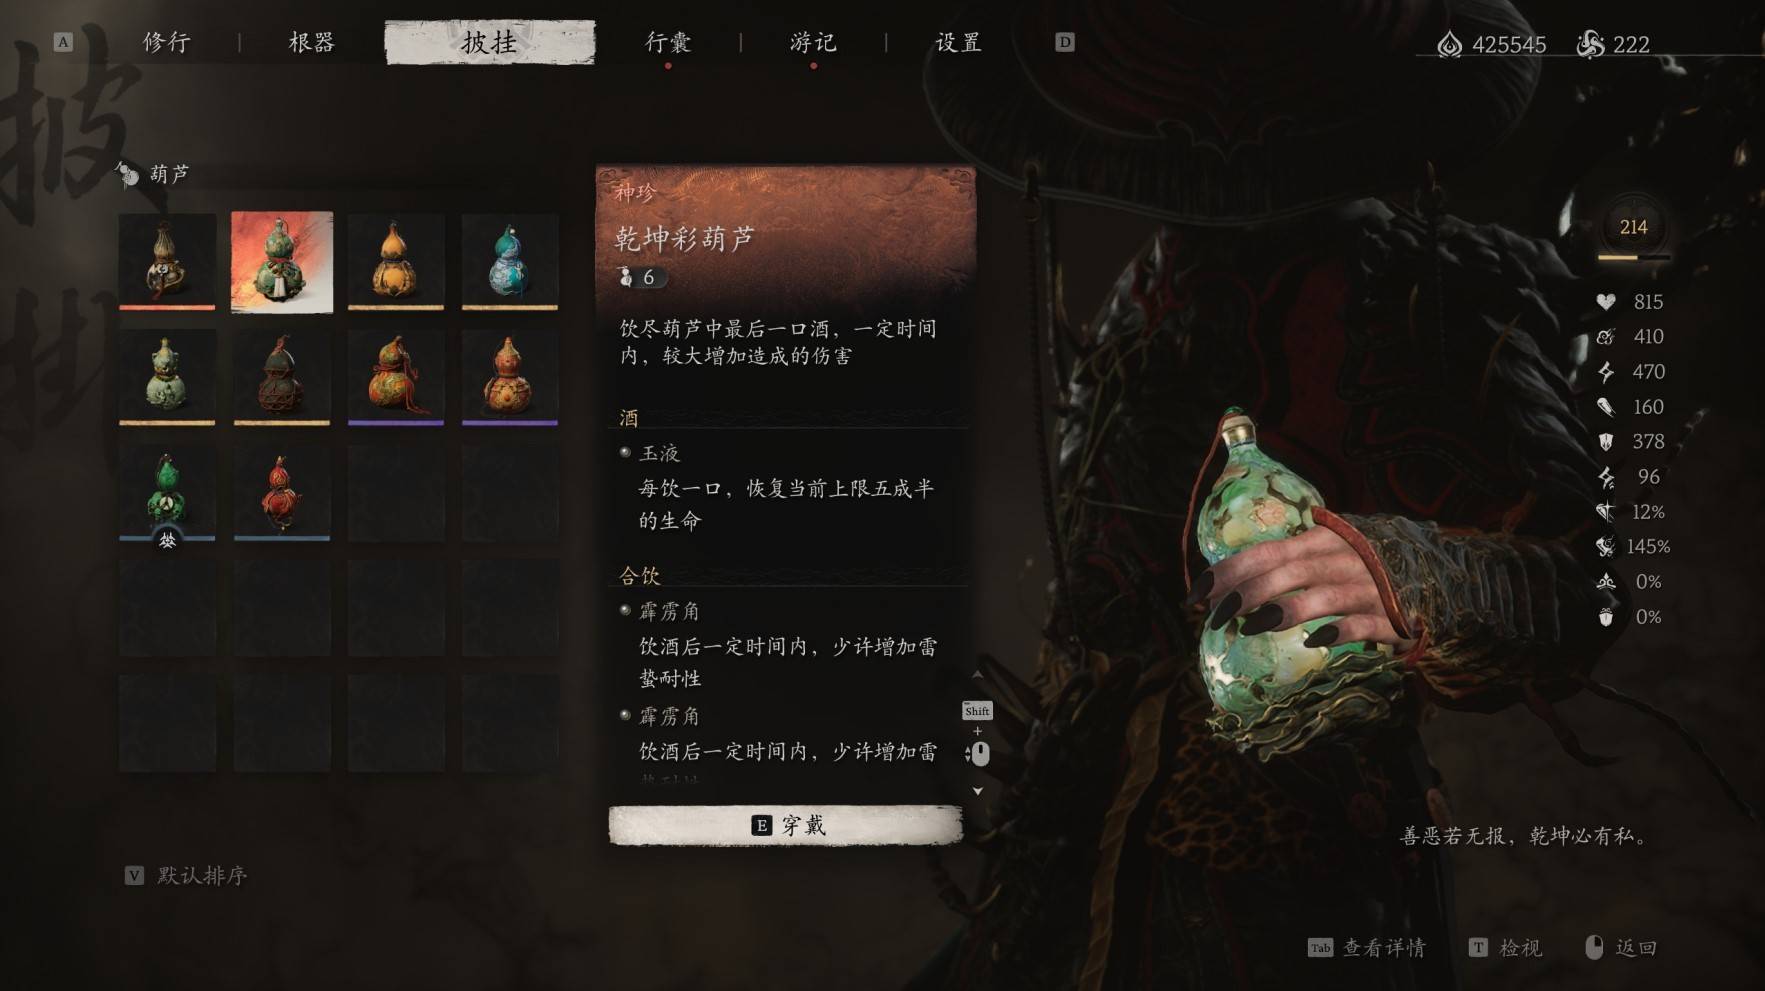 A 修行 根器 披挂 行囊 游记 设置 D 425545 222
披挂
葫芦
神珍
乾坤彩葫芦
6
饮尽葫芦中最后一口酒，一定时间
内，较大增加造成的伤害
酒
玉液
每饮一口，恢复当前上限五成半
的生命
合饮
霹雳角
饮酒后一定时间内，少许增加雷
蛰耐性
霹雳角
饮酒后一定时间内，少许增加雷
蛰耐性
Shift
+
E 穿戴
V 默认排序
214
815
410
470
160
378
96
12%
145%
0%
0%
善恶若无报，乾坤必有私。
Tab 查看详情 T 检视 返回